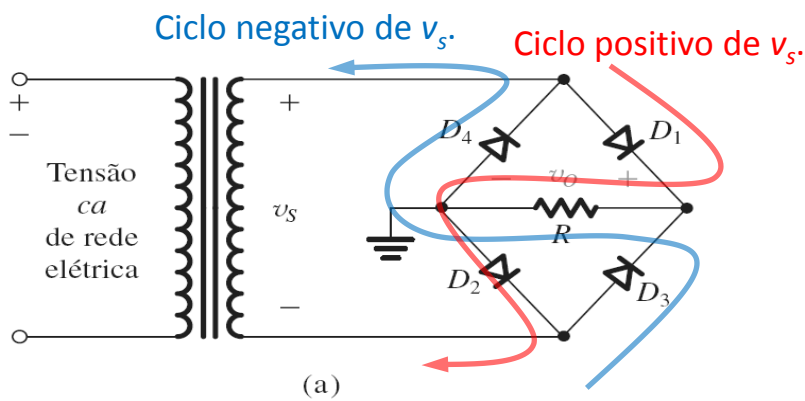 Ciclo negativo de vs.
Ciclo positivo de vs.
+
−
Tensão
ca
de rede
elétrica
+
vS
−
D4
D1
− vO +
R
D2
D3
(a)